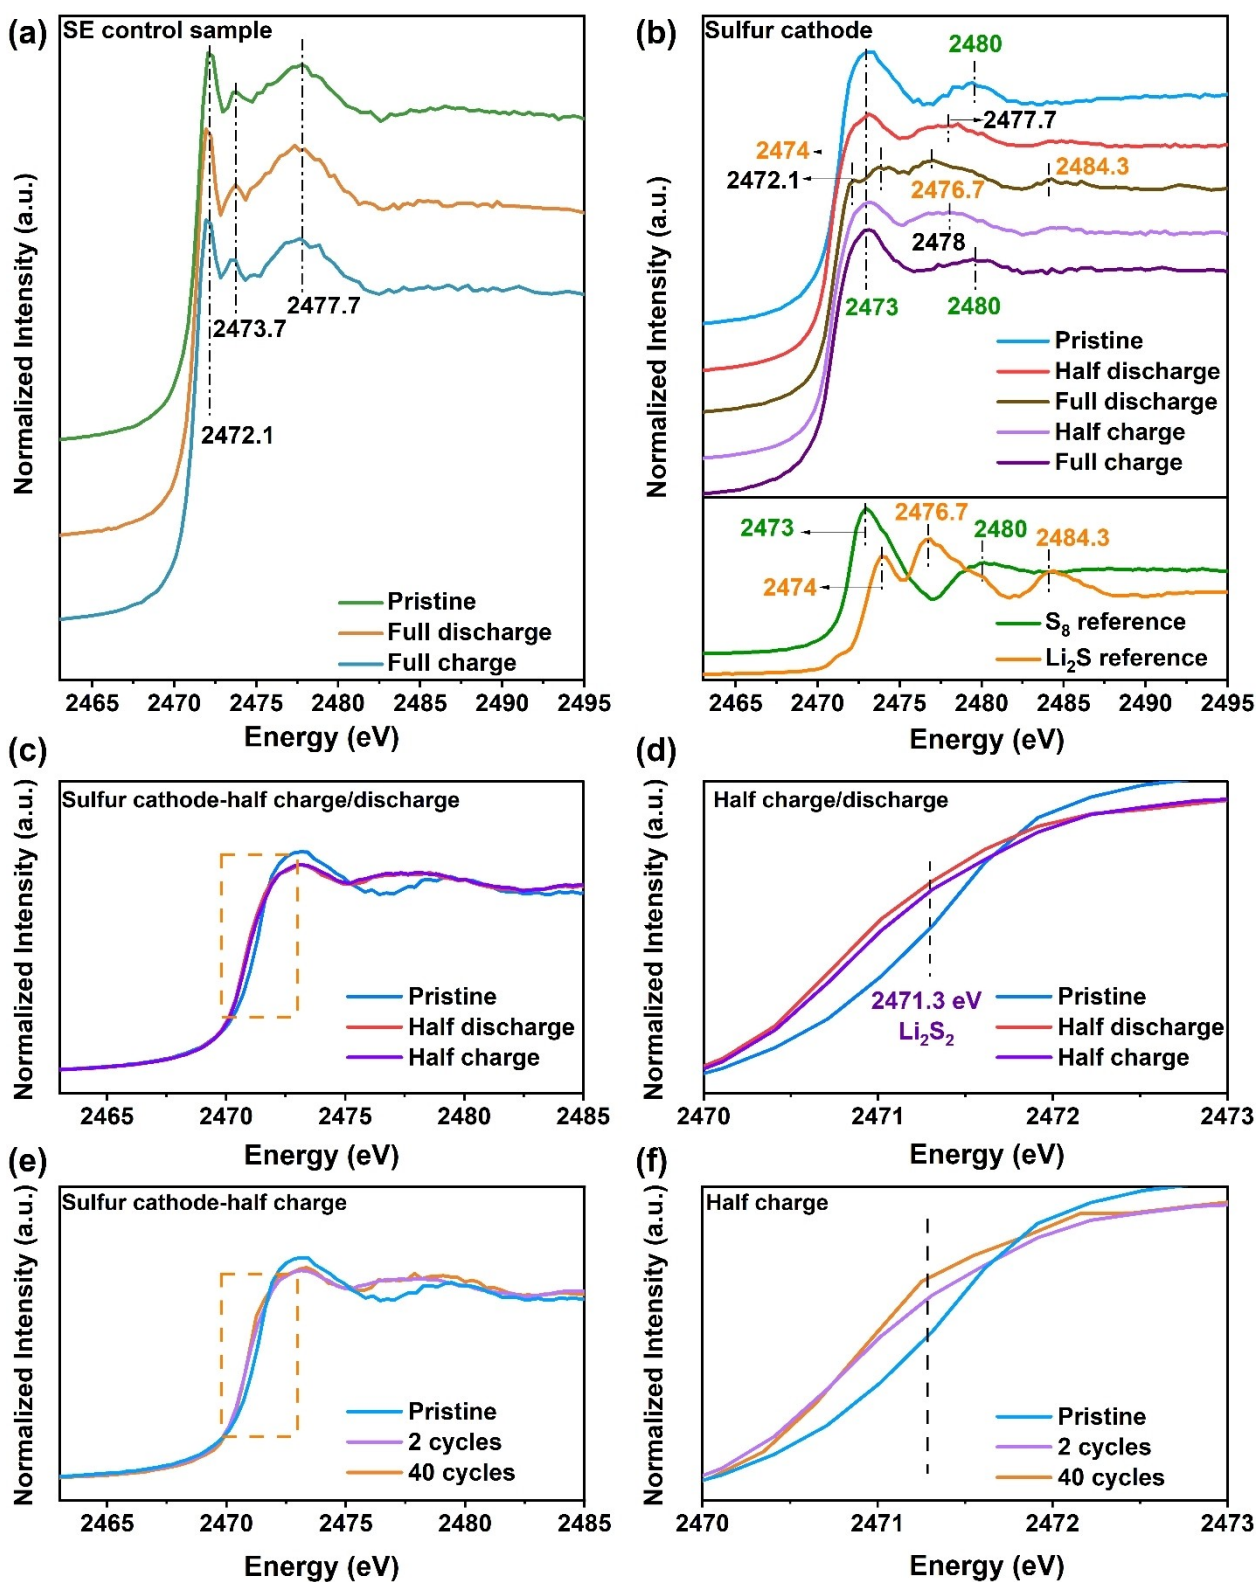 (a)
SE control sample
2473.7
2477.7
2472.1
Pristine
Full discharge
Full charge
Normalized Intensity (a.u.)
2465 2470 2475 2480 2485 2490 2495
Energy (eV)
(b)
Sulfur cathode
2480
2477.7
2474
2472.1
2484.3
2476.7
2478
2473
2480
Pristine
Half discharge
Full discharge
Half charge
Full charge
2476.7
2473
2480
2484.3
2474
S₈ reference
Li₂S reference
Normalized Intensity (a.u.)
2465 2470 2475 2480 2485 2490 2495
Energy (eV)
(c)
Sulfur cathode-half charge/discharge
Pristine
Half discharge
Half charge
Normalized Intensity (a.u.)
2465 2470 2475 2480 2485
Energy (eV)
(d)
Half charge/discharge
2471.3 eV
Li₂S₂
Pristine
Half discharge
Half charge
Normalized Intensity (a.u.)
2470 2471 2472 2473
Energy (eV)
(e)
Sulfur cathode-half charge
Pristine
2 cycles
40 cycles
Normalized Intensity (a.u.)
2465 2470 2475 2480 2485
Energy (eV)
(f)
Half charge
Pristine
2 cycles
40 cycles
Normalized Intensity (a.u.)
2470 2471 2472 2473
Energy (eV)